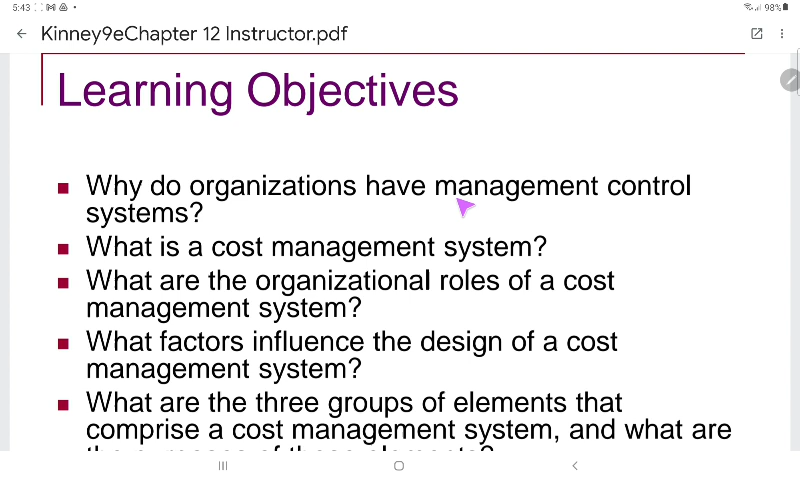 5:43
98%
Kinney9eChapter 12 Instructor.pdf
Learning Objectives
Why do organizations have management control
systems?
What is a cost management system?
What are the organizational roles of a cost
management system?
What factors influence the design of a cost
management system?
What are the three groups of elements that
comprise a cost management system, and what are